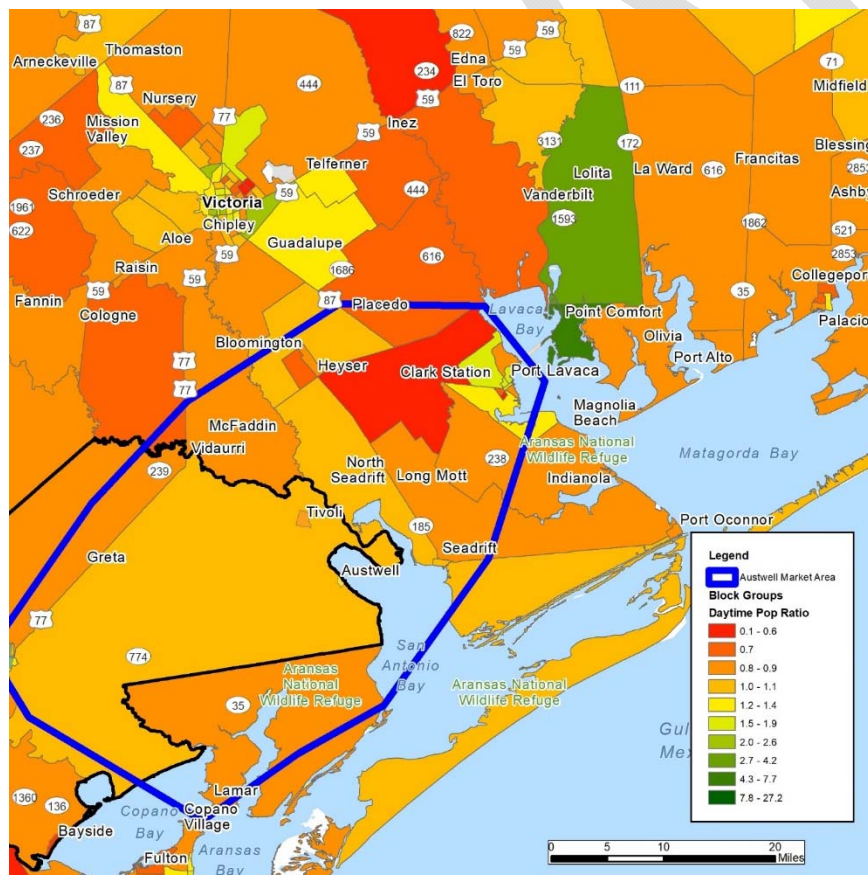 87
Thomaston
Arneckeville
87
Nursery
77
444
234
822
Edna
59
59
El Toro
71
Midfield
111
236
Mission
Valley
237
59
Inez
59
3131
172
Blessing
2853
Lolita
La Ward
Francitas
616
Telferner
Schroeder
59
444
Vanderbilt
Ashby
1961
Victoria
Chipley
1593
622
Aloe
Guadalupe
1862
521
59
616
2853
Raisin
1686
Collegeport
Fannin
59
Cologne
87
Placedo
Lavaca
Bay
35
Point Comfort
Palacio
Bloomington
Olivia
77
Heyser
Clark Station
Port Lavaca
Port Alto
77
Magnolia
Beach
McFaddin
Vidaurri
Aransas National
Wildlife Refuge
Matagorda Bay
239
North
Seadrift
Long Mott
238
Indianola
Tivoli
185
Port Oconnor
Greta
Seadrift
Austwell
77
774
San
Antonio
Bay
Aransas
National
Wildlife Refuge
Aransas National
Wildlife Refuge
35
Gul
Mex
Lamar
1360
136
Copano
Bay
Copano
Village
Bayside
Aransas
Bay
Fulton
Legend
Austwell Market Area
Block Groups
Daytime Pop Ratio
0.1 - 0.6
0.7
0.8 - 0.9
1.0 - 1.1
1.2 - 1.4
1.5 - 1.9
2.0 - 2.6
2.7 - 4.2
4.3 - 7.7
7.8 - 27.2
0 5 10 20
Miles